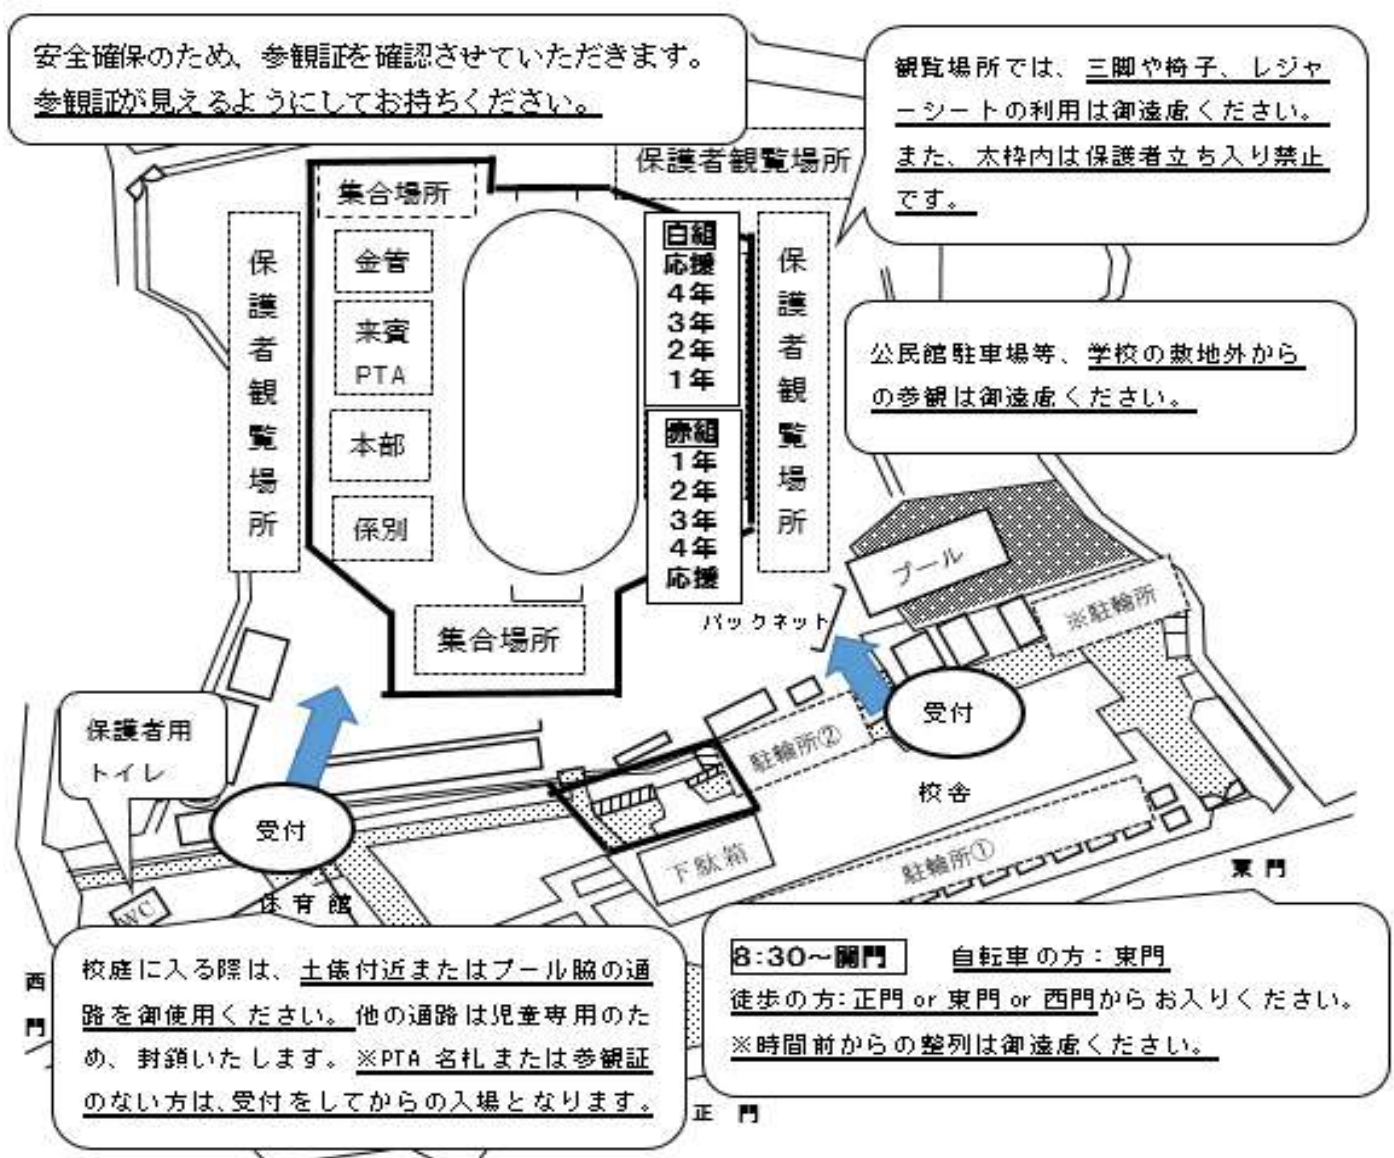 安全確保のため、参観証を確認させていただきます。
参観証が見えるようにしてお持ちください。
観覧場所では、三脚や椅子、レジャ
ーシートの利用は御遠慮ください。
また、太枠内は保護者立ち入り禁止
です。
保護者観覧場所
集合場所
保護者観覧場所
金管
来賓
PTA
本部
係別
白組
応援
4年
3年
2年
1年
赤組
1年
2年
3年
4年
応援
保護者観覧場所
公民館駐車場等、学校の敷地外から
の参観は御遠慮ください。
プール
※駐輪所
バックネット
集合場所
受付
保護者用
トイレ
駐輪所②
校舎
受付
下駄箱
駐輪所①
東門
WC
体育館
西門
校庭に入る際は、土俵付近またはプール脇の通
路を御使用ください。他の通路は児童専用のた
め、封鎖いたします。※PTA 名札または参観証
のない方は、受付をしてからの入場となります。
8:30～開門 自転車の方：東門
徒歩の方：正門 or 東門 or 西門からお入りください。
※時間前からの整列は御遠慮ください。
正門